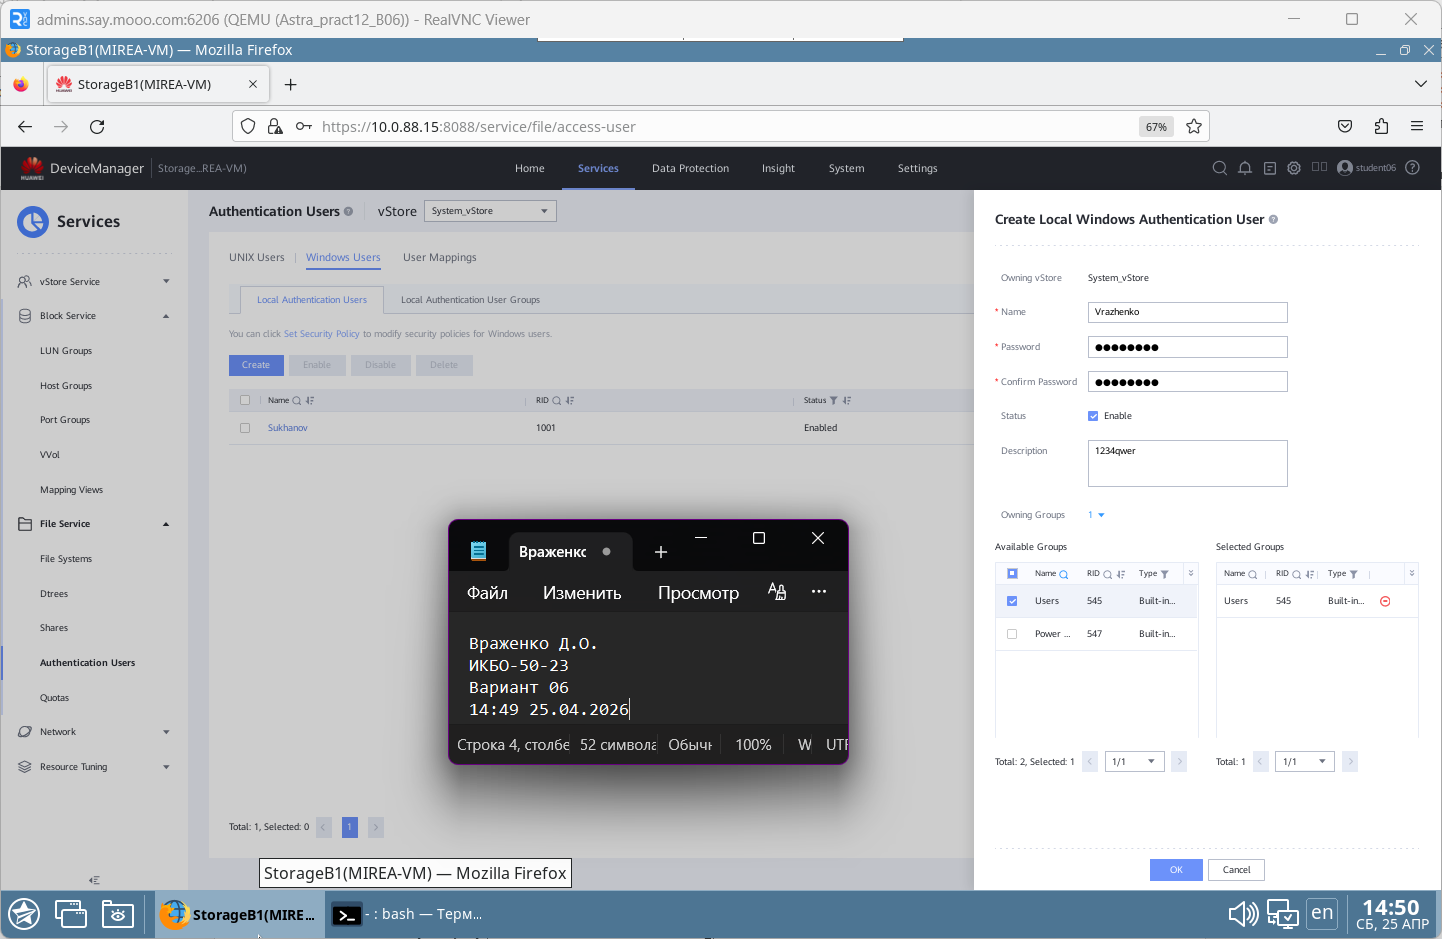 admins.say.mooo.com:6206 (QEMU (Astra_pract12_B06)) - RealVNC Viewer
StorageB1(MIREA-VM) — Mozilla Firefox
StorageB1(MIREA-VM)
https://10.0.88.15:8088/service/file/access-user
67%
HUAWEI
DeviceManager
Storage...REA-VM)
Home
Services
Data Protection
Insight
System
Settings
student06
Services
vStore Service
Block Service
LUN Groups
Host Groups
Port Groups
VVol
Mapping Views
File Service
File Systems
Dtrees
Shares
Authentication Users
Quotas
Network
Resource Tuning
Authentication Users
vStore
System_vStore
UNIX Users
Windows Users
User Mappings
Local Authentication Users
Local Authentication User Groups
You can click Set Security Policy to modify security policies for Windows users.
Create
Enable
Disable
Delete
Name
RID
Status
Sukhanov
1001
Enabled
Total: 1, Selected: 0
1
Враженко
Файл
Изменить
Просмотр
Враженко Д.О.
ИКБО-50-23
Вариант 06
14:49 25.04.2026
Строка 4, столбе
52 символа
Обычн
100%
W
UTF
Create Local Windows Authentication User
Owning vStore
System_vStore
* Name
Vrazhenko
* Password
●●●●●●●●
* Confirm Password
●●●●●●●●
Status
Enable
Description
1234qwer
Owning Groups
1
Available Groups
Name
RID
Type
Users
545
Built-in...
Power ...
547
Built-in...
Total: 2, Selected: 1
1/1
Selected Groups
Name
RID
Type
Users
545
Built-in...
Total: 1
1/1
OK
Cancel
StorageB1(MIREA-VM) — Mozilla Firefox
StorageB1(MIRE...
- : bash — Терм...
en
14:50
СБ, 25 АПР